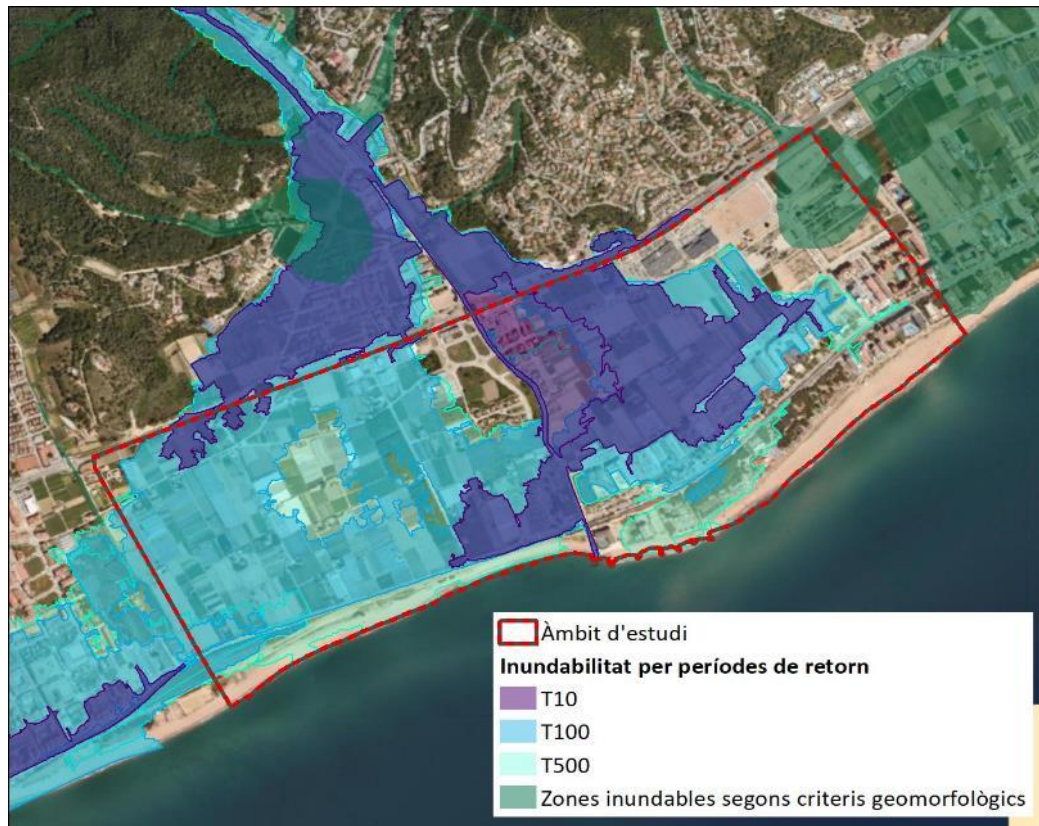 Àmbit d'estudi
Inundabilitat per períodes de retorn
T10
T100
T500
Zones inundables segons criteris geomorfològics